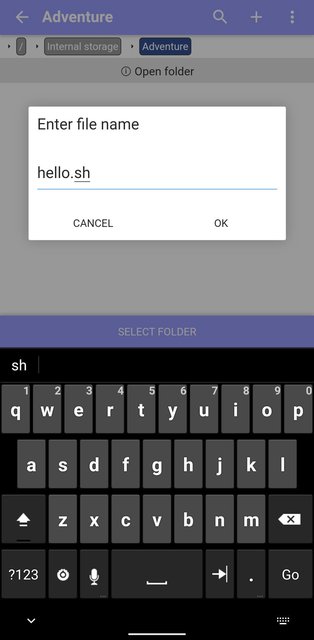 Adventure
/ Internal storage Adventure
Open folder
Enter file name
hello.sh
CANCEL OK
SELECT FOLDER
sh
1 2 3 4 5 6 7 8 9 0
q w e r t y u i o p
a s d f g h j k l
z x c v b n m
?123 . Go